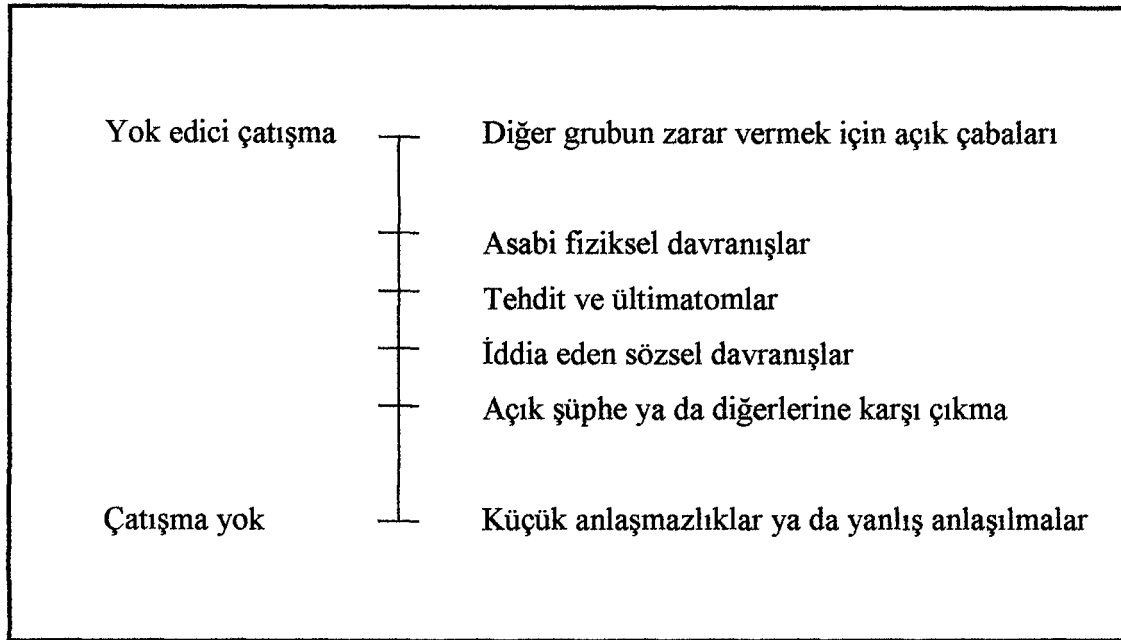 Yok edici çatışma Diğer grubun zarar vermek için açık çabaları
Asabi fiziksel davranışlar
Tehdit ve ültimatomlar
İddia eden sözsel davranışlar
Açık şüphe ya da diğerlerine karşı çıkma
Çatışma yok Küçük anlaşmazlıklar ya da yanlış anlaşılmalar